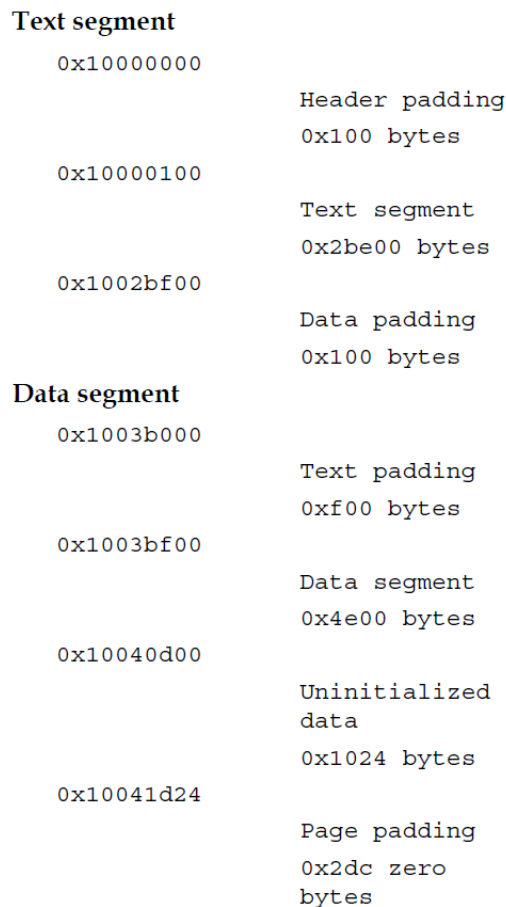 Text segment
0x10000000
Header padding
0x100 bytes
0x10000100
Text segment
0x2be00 bytes
0x1002bf00
Data padding
0x100 bytes
Data segment
0x1003b000
Text padding
0xf00 bytes
0x1003bf00
Data segment
0x4e00 bytes
0x10040d00
Uninitialized
data
0x1024 bytes
0x10041d24
Page padding
0x2dc zero
bytes